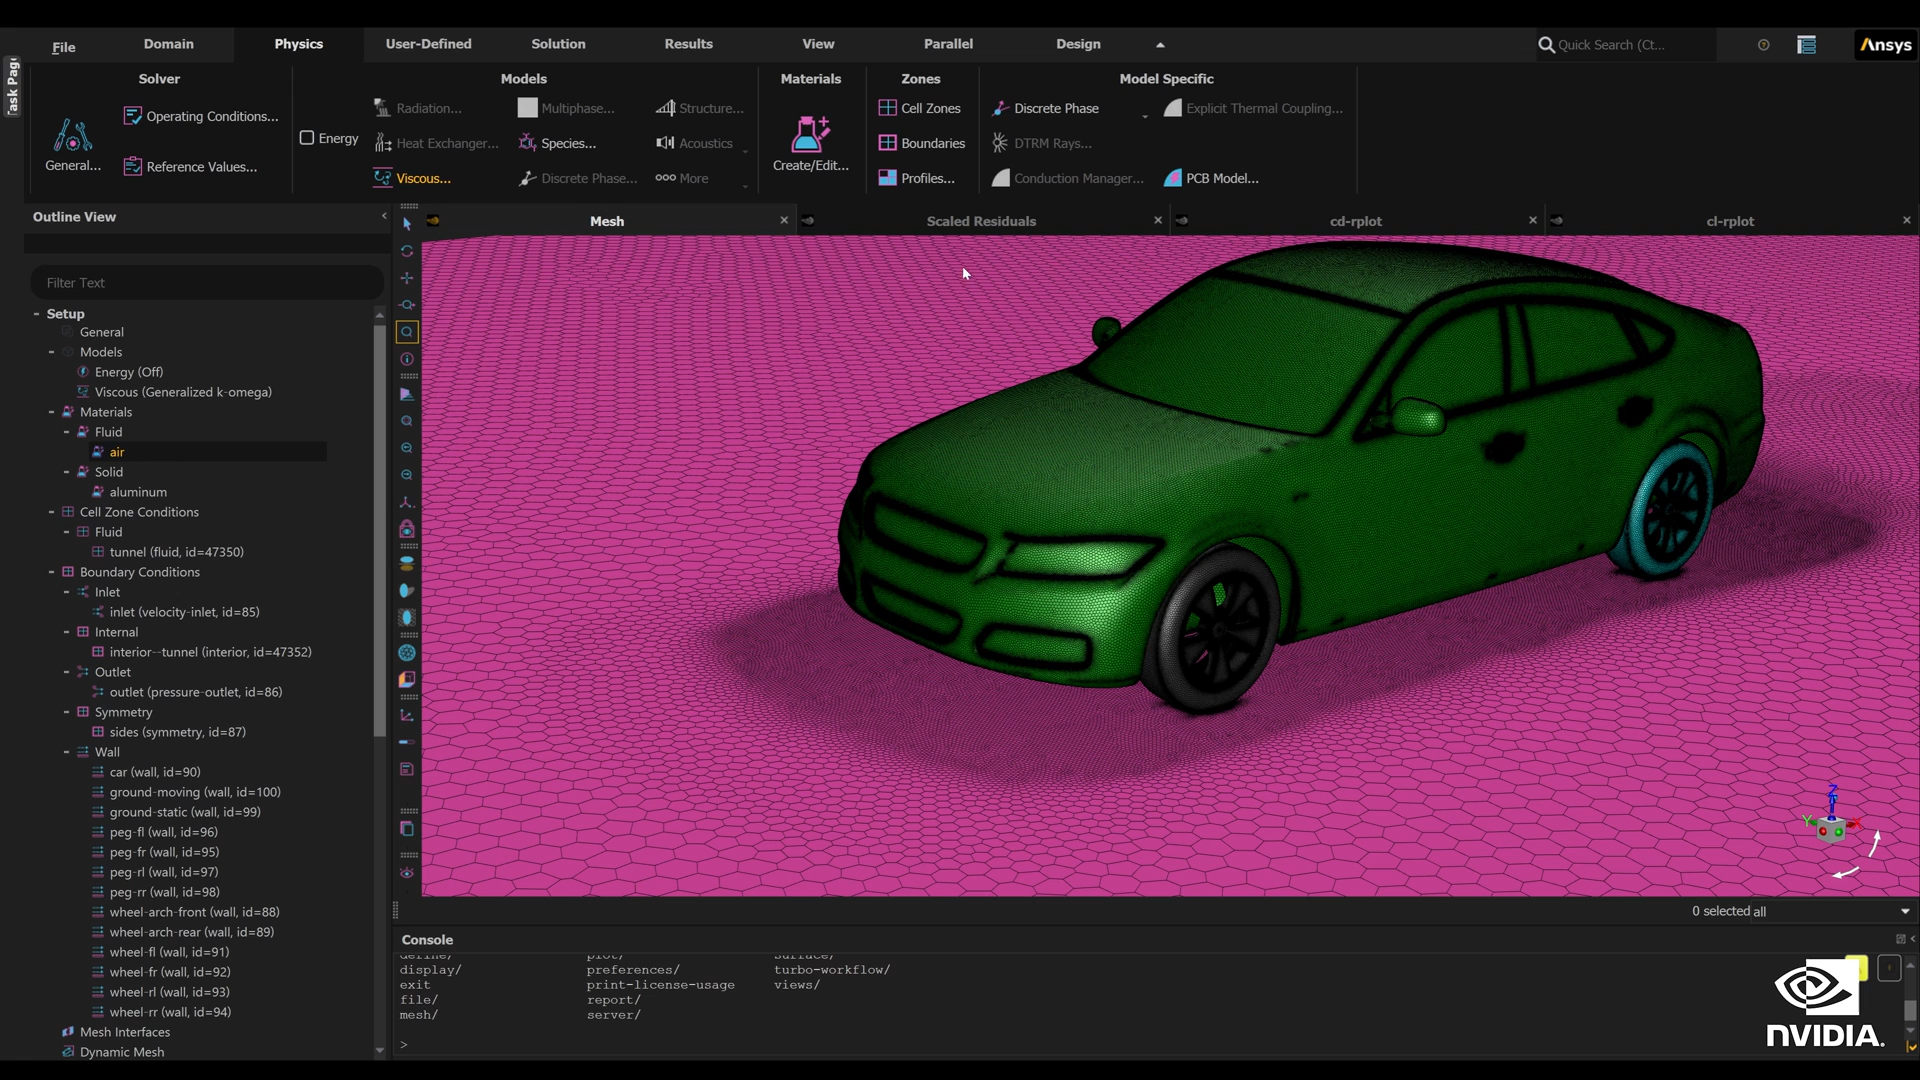 File
Domain
Physics
User-Defined
Solution
Results
View
Parallel
Design
Quick Search (Ct...
Ansys
Task Page
Solver
Models
Materials
Zones
Model Specific
General...
Operating Conditions...
Reference Values...
Energy
Radiation...
Heat Exchanger...
Viscous...
Multiphase...
Species...
Discrete Phase...
Structure...
Acoustics
More
Create/Edit...
Cell Zones
Boundaries
Profiles...
Discrete Phase
DTRM Rays...
Conduction Manager...
Explicit Thermal Coupling...
PCB Model...
Outline View
Mesh
Scaled Residuals
cd-rplot
cl-rplot
Filter Text
Setup
General
Models
Energy (Off)
Viscous (Generalized k-omega)
Materials
Fluid
air
Solid
aluminum
Cell Zone Conditions
Fluid
tunnel (fluid, id=47350)
Boundary Conditions
Inlet
inlet (velocity-inlet, id=85)
Internal
interior--tunnel (interior, id=47352)
Outlet
outlet (pressure-outlet, id=86)
Symmetry
sides (symmetry, id=87)
Wall
car (wall, id=90)
ground-moving (wall, id=100)
ground-static (wall, id=99)
peg-fl (wall, id=96)
peg-fr (wall, id=95)
peg-rl (wall, id=97)
peg-rr (wall, id=98)
wheel-arch-front (wall, id=88)
wheel-arch-rear (wall, id=89)
wheel-fl (wall, id=91)
wheel-fr (wall, id=92)
wheel-rl (wall, id=93)
wheel-rr (wall, id=94)
Mesh Interfaces
Dynamic Mesh
Z
Y
X
0 selected all
Console
define/ plot/ surface/
display/ preferences/ turbo-workflow/
exit print-license-usage views/
file/ report/
mesh/ server/
>
NVIDIA.